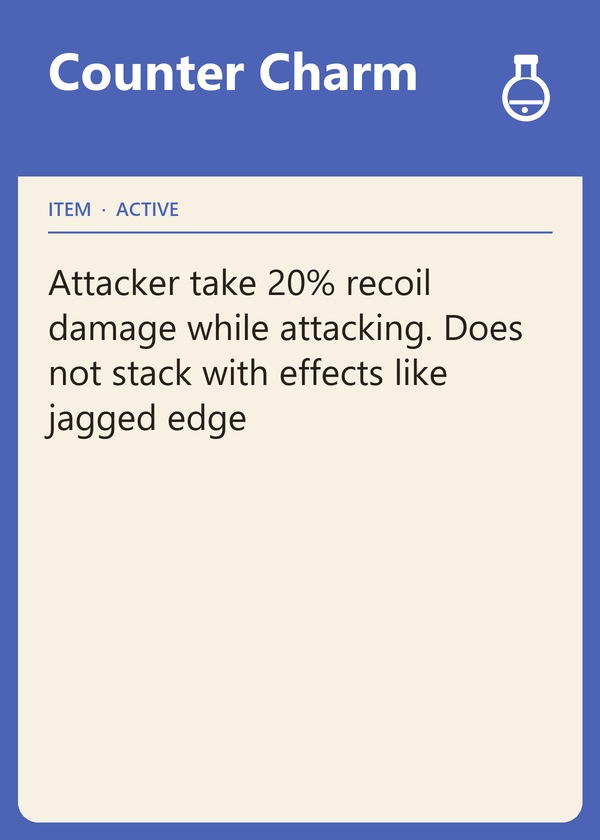 Counter Charm
ITEM · ACTIVE
Attacker take 20% recoil
damage while attacking. Does
not stack with effects like
jagged edge